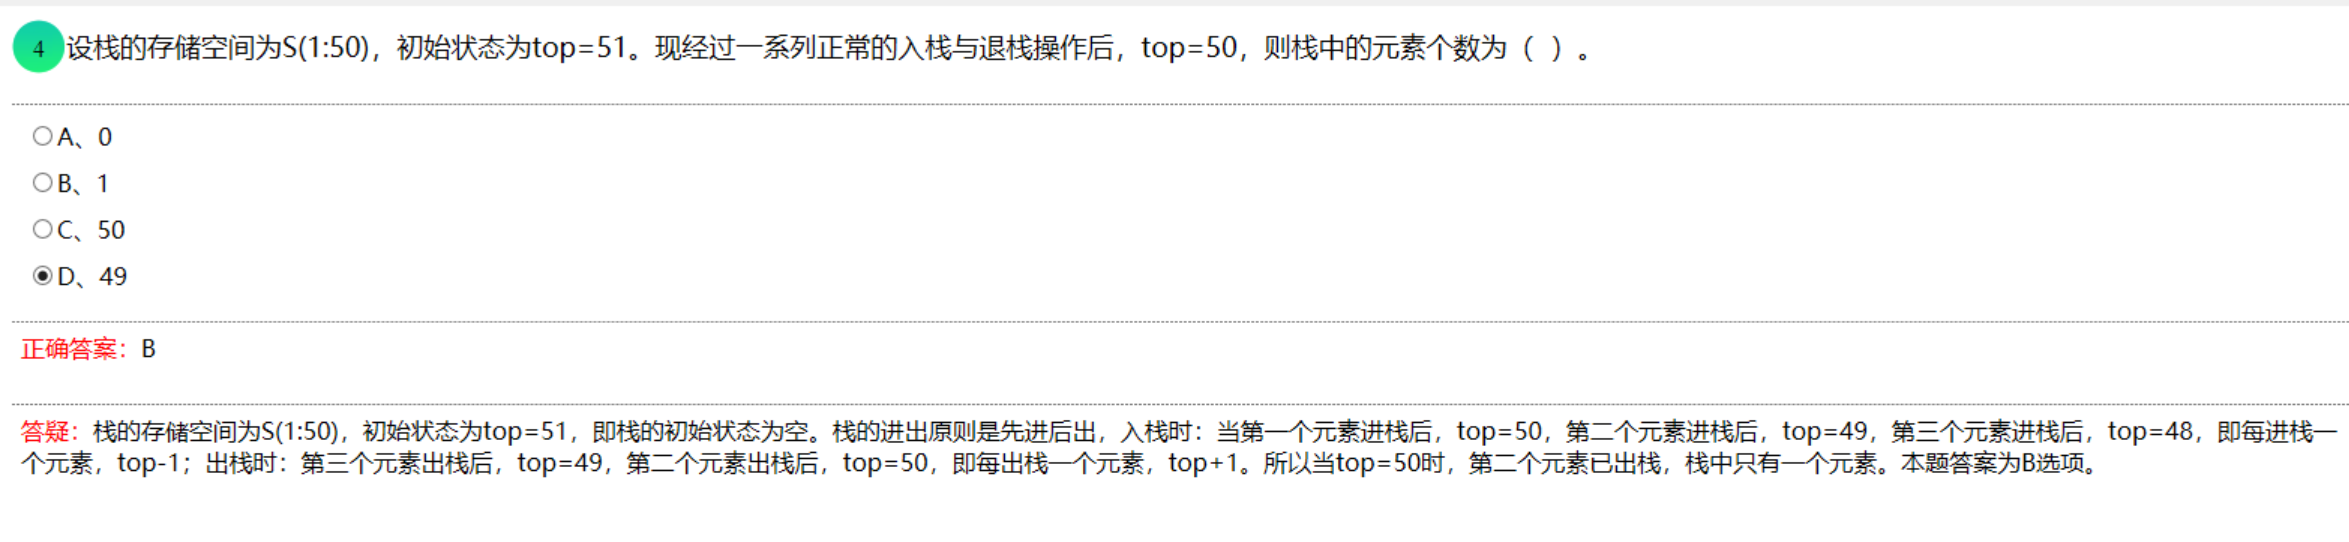 4 设栈的存储空间为S(1:50)，初始状态为top=51。现经过一系列正常的入栈与退栈操作后，top=50，则栈中的元素个数为（ ）。
A、0
B、1
C、50
D、49
正确答案：B
答疑：栈的存储空间为S(1:50)，初始状态为top=51，即栈的初始状态为空。栈的进出原则是先进后出，入栈时：当第一个元素进栈后，top=50，第二个元素进栈后，top=49，第三个元素进栈后，top=48，即每进栈一
个元素，top-1；出栈时：第三个元素出栈后，top=49，第二个元素出栈后，top=50，即每出栈一个元素，top+1。所以当top=50时，第二个元素已出栈，栈中只有一个元素。本题答案为B选项。